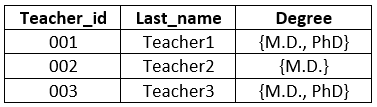 Teacher_id Last_name Degree
001 Teacher1 {M.D., PhD}
002 Teacher2 {M.D.}
003 Teacher3 {M.D., PhD}